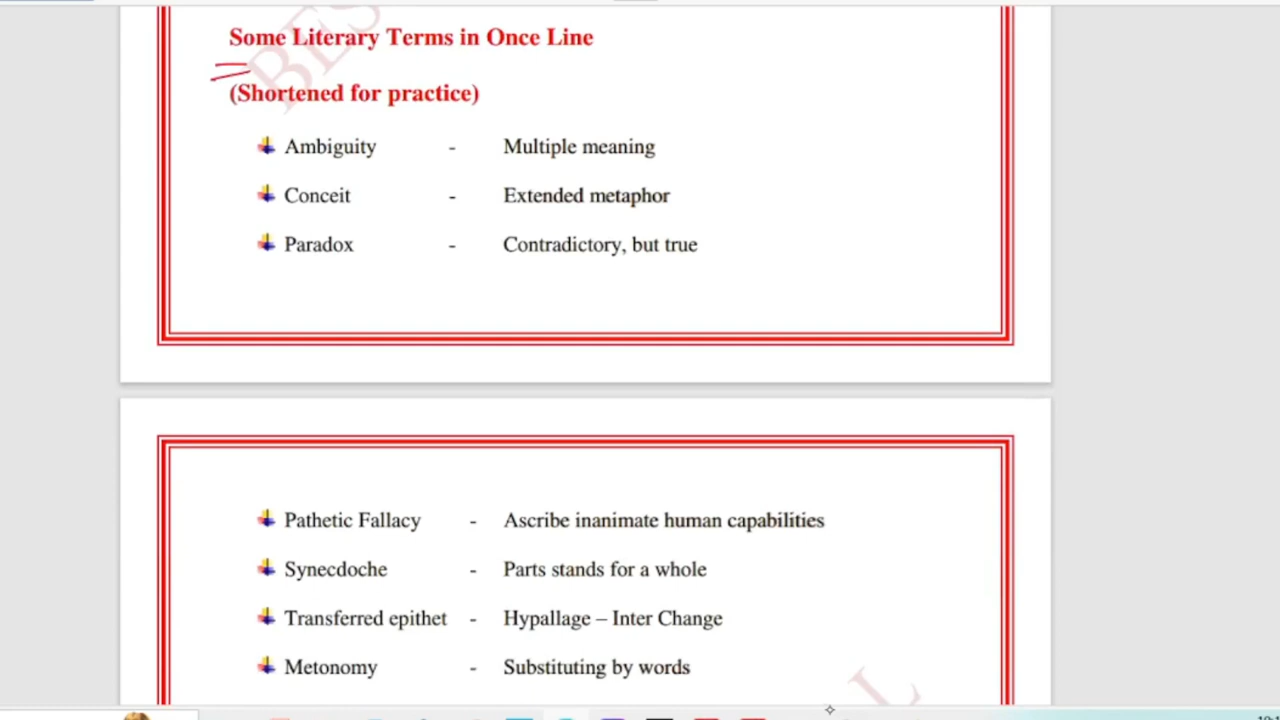 Some Literary Terms in Once Line
(Shortened for practice)
Ambiguity - Multiple meaning
Conceit - Extended metaphor
Paradox - Contradictory, but true
Pathetic Fallacy - Ascribe inanimate human capabilities
Synecdoche - Parts stands for a whole
Transferred epithet - Hypallage – Inter Change
Metonomy - Substituting by words